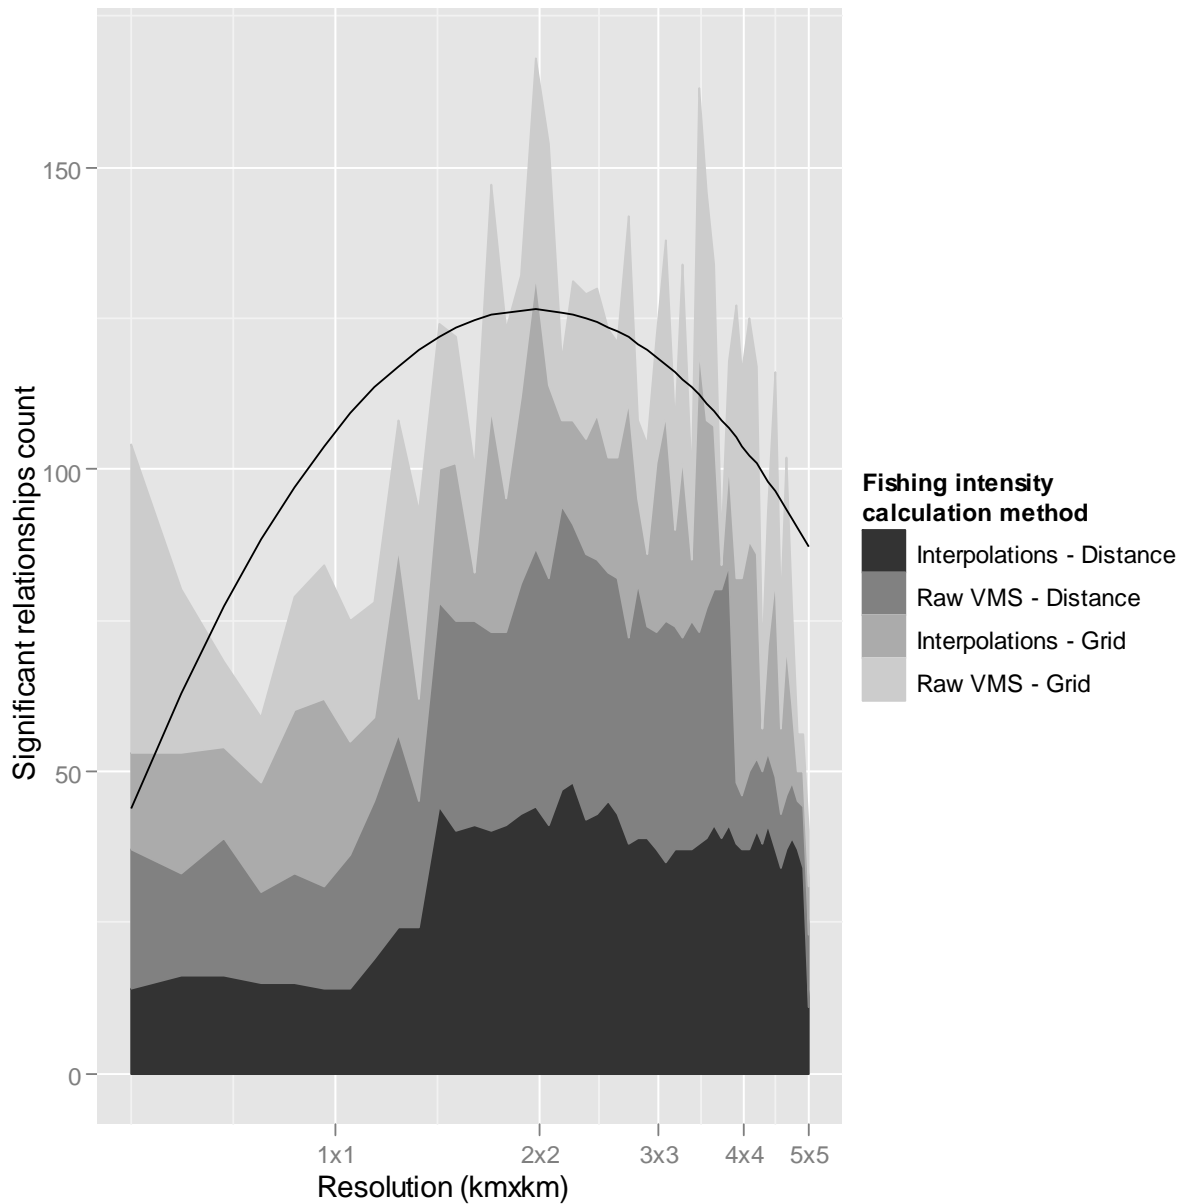 Significant relationships count
150
100
50
0
1x1
2x2
3x3
4x4
5x5
Resolution (kmxkm)
Fishing intensity
calculation method
Interpolations - Distance
Raw VMS - Distance
Interpolations - Grid
Raw VMS - Grid